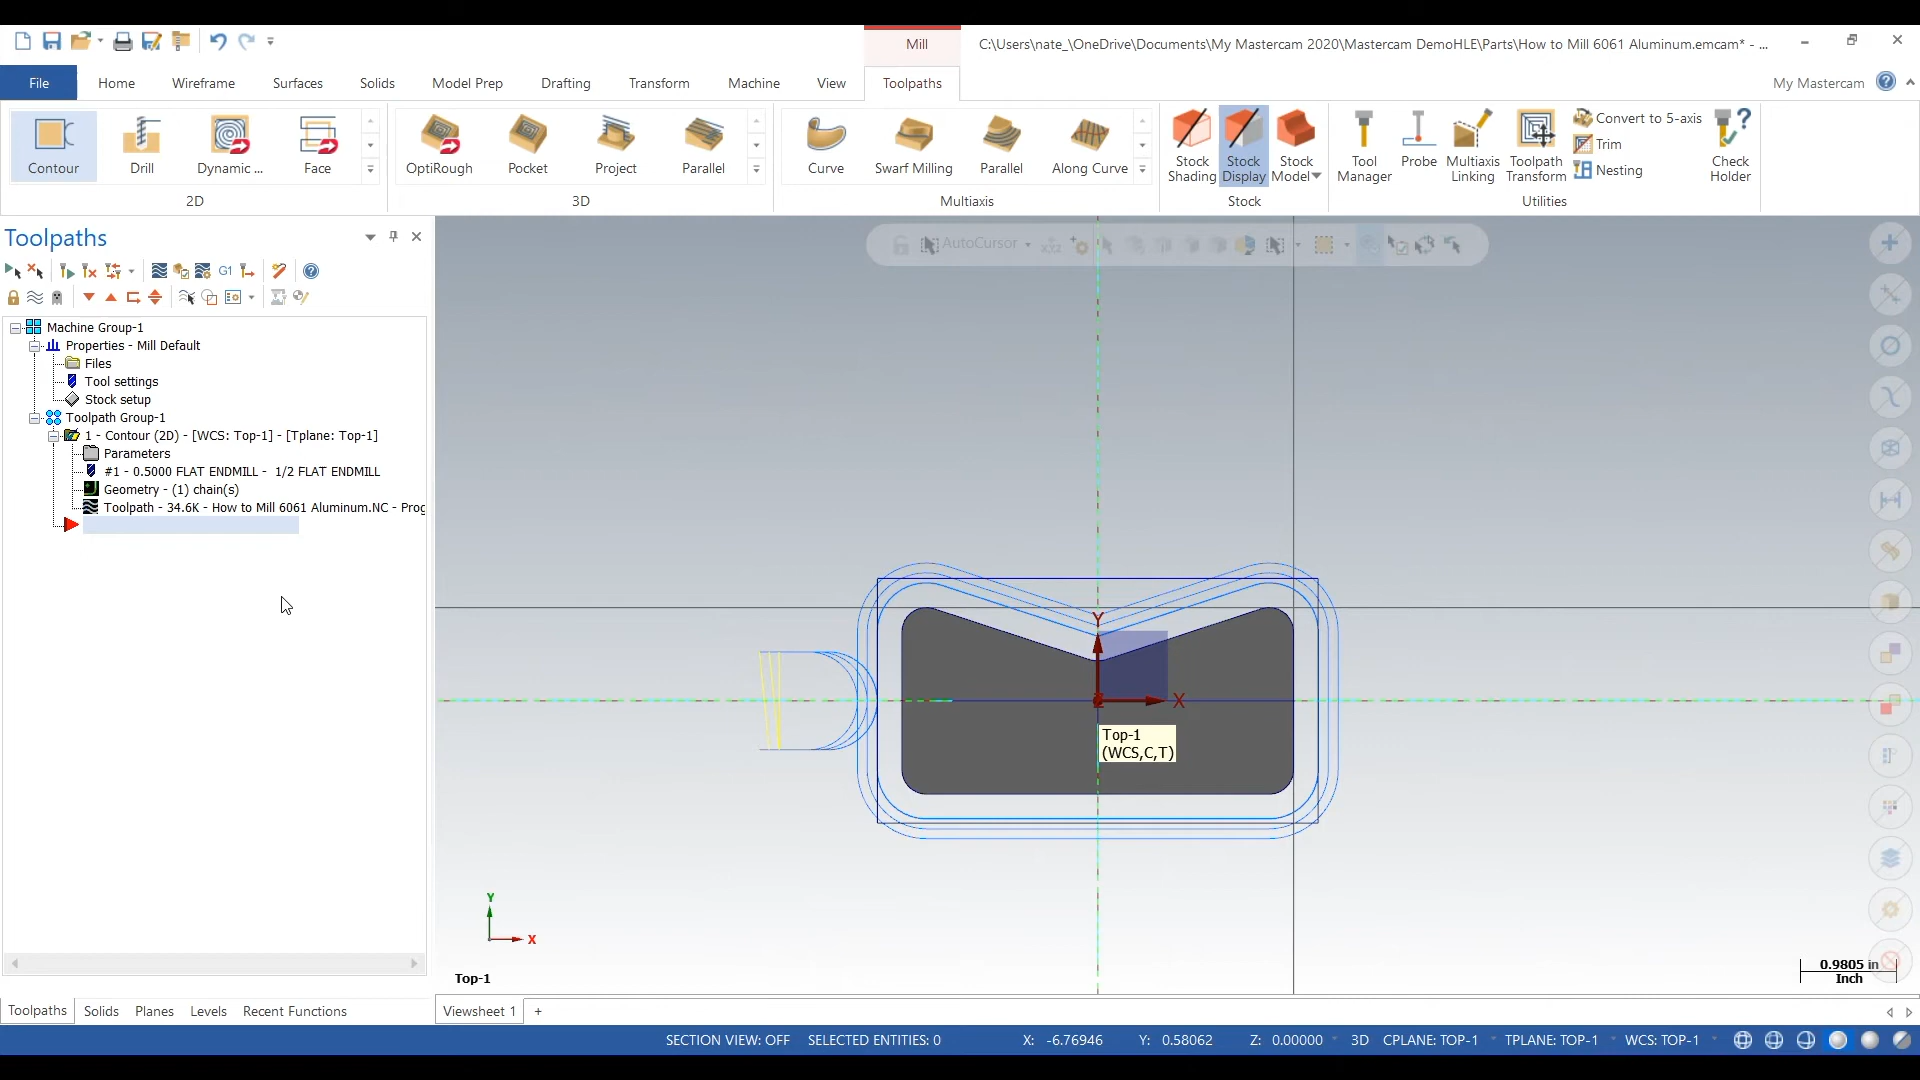 Mill
C:\Users\nate_\OneDrive\Documents\My Mastercam 2020\Mastercam DemoHLE\Parts\How to Mill 6061 Aluminum.emcam* - ...
File
Home
Wireframe
Surfaces
Solids
Model Prep
Drafting
Transform
Machine
View
Toolpaths
My Mastercam
Contour
Drill
Dynamic ...
Face
OptiRough
Pocket
Project
Parallel
Curve
Swarf Milling
Parallel
Along Curve
Stock Shading
Stock Display
Stock Model
Tool Manager
Probe
Multiaxis Linking
Toolpath Transform
Convert to 5-axis
Trim
Nesting
Check Holder
2D
3D
Multiaxis
Stock
Utilities
Toolpaths
AutoCursor
G1
Machine Group-1
Properties - Mill Default
Files
Tool settings
Stock setup
Toolpath Group-1
1 - Contour (2D) - [WCS: Top-1] - [Tplane: Top-1]
Parameters
#1 - 0.5000 FLAT ENDMILL - 1/2 FLAT ENDMILL
Geometry - (1) chain(s)
Toolpath - 34.6K - How to Mill 6061 Aluminum.NC - Prog
Y
X
Top-1
(WCS,C,T)
Y
X
Top-1
0.9805 in
Inch
Toolpaths
Solids
Planes
Levels
Recent Functions
Viewsheet 1
+
SECTION VIEW: OFF
SELECTED ENTITIES: 0
X: -6.76946
Y: 0.58062
Z: 0.00000
3D
CPLANE: TOP-1
TPLANE: TOP-1
WCS: TOP-1